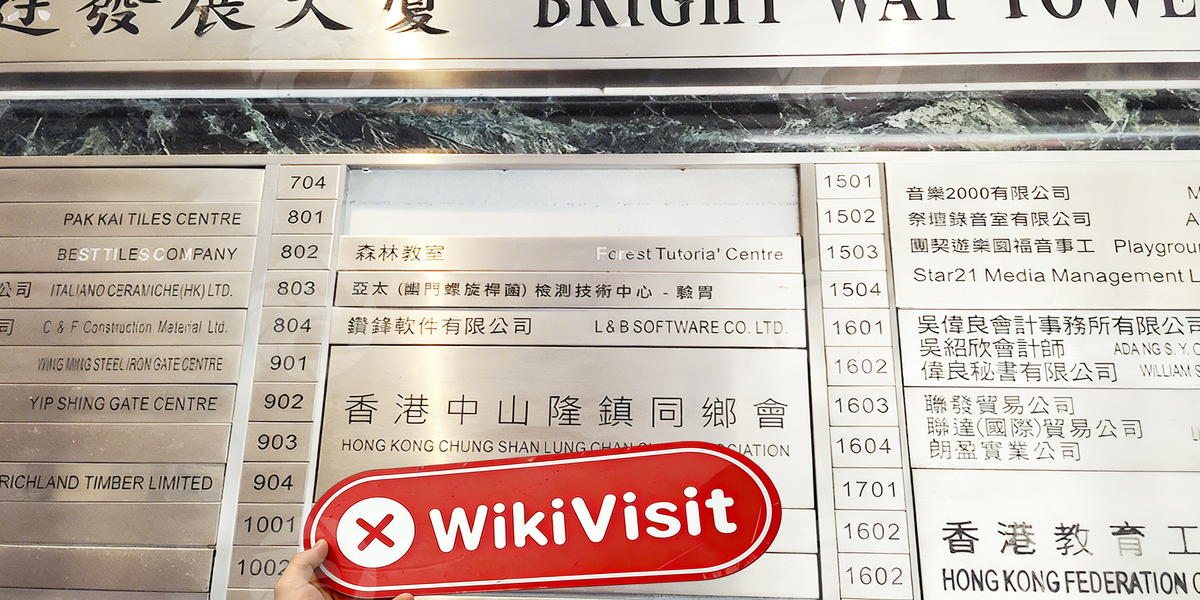 發展大廈 BRIGHT WAY TOWE
704
PAK KAI TILES CENTRE 801
BEST TILES COMPANY 802
公司 ITALIANO CERAMICHE(HK)LTD. 803
司 C & F Construction Material Ltd. 804
WING MING STEEL IRON GATE CENTRE 901
YIP SHING GATE CENTRE 902
903
RICHLAND TIMBER LIMITED 904
1001
1002
森林教室 Forest Tutoria' Centre
亞太 (幽門螺旋桿菌) 檢測技術中心 - 驗胃
鑽鋒軟件有限公司 L & B SOFTWARE CO. LTD.
香港中山隆鎮同鄉會
HONG KONG CHUNG SHAN LUNG CHAN
WikiVisit
1501
1502
1503
1504
1601
1602
1603
1604
1701
1602
1602
音樂2000有限公司 M
祭壇錄音室有限公司 A
團契遊樂園福音事工 Playgrou
Star21 Media Management L
吳偉良會計事務所有限公司
吳紹欣會計師 ADA NG S. Y. C
偉良秘書有限公司 WILLIAM S
聯發貿易公司
聯達(國際)貿易公司
朗盈實業公司
香港教育工
HONG KONG FEDERATION O